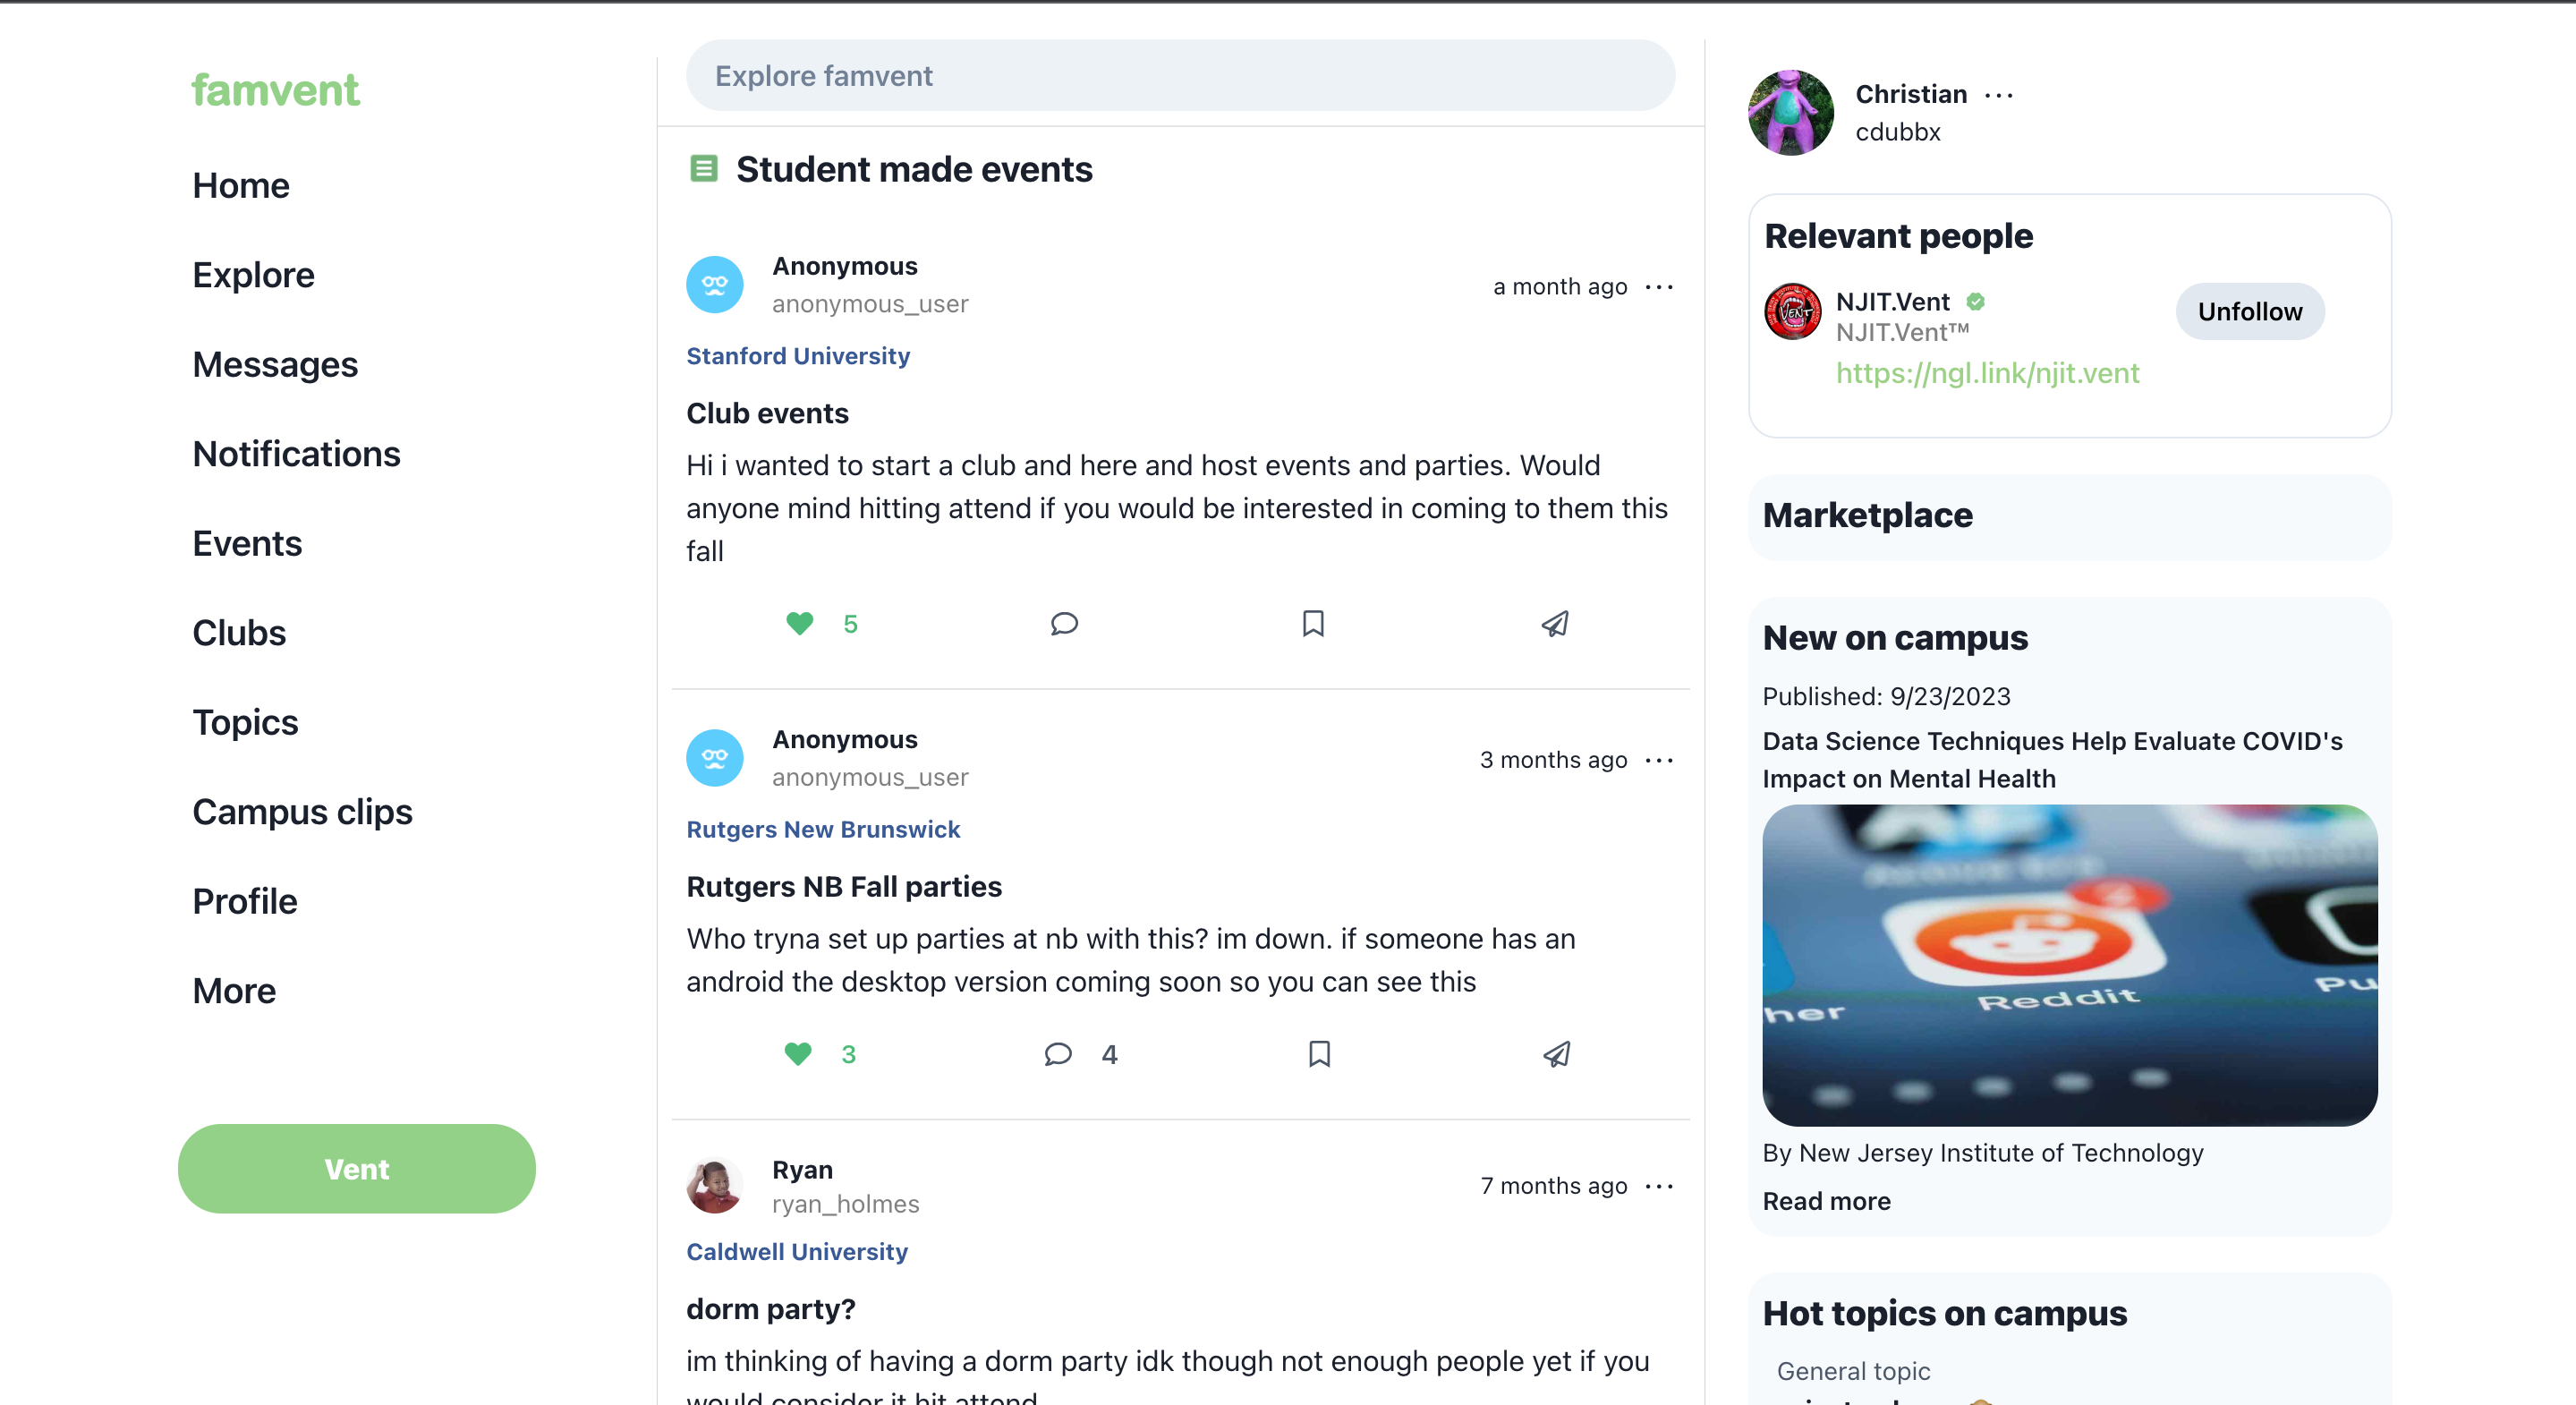 famvent
Home
Explore
Messages
Notifications
Events
Clubs
Topics
Campus clips
Profile
More
Vent
Explore famvent
Student made events
Anonymous
anonymous_user
a month ago
Stanford University
Club events
Hi i wanted to start a club and here and host events and parties. Would
anyone mind hitting attend if you would be interested in coming to them this
fall
5
Anonymous
anonymous_user
3 months ago
Rutgers New Brunswick
Rutgers NB Fall parties
Who tryna set up parties at nb with this? im down. if someone has an
android the desktop version coming soon so you can see this
3
4
Ryan
ryan_holmes
7 months ago
Caldwell University
dorm party?
im thinking of having a dorm party idk though not enough people yet if you
would consider it hit attend
Christian
cdubbx
Relevant people
VENT
NJIT.Vent
NJIT.Vent™
https://ngl.link/njit.vent
Unfollow
Marketplace
New on campus
Published: 9/23/2023
Data Science Techniques Help Evaluate COVID's
Impact on Mental Health
Reddit
her
Pu
By New Jersey Institute of Technology
Read more
Hot topics on campus
General topic